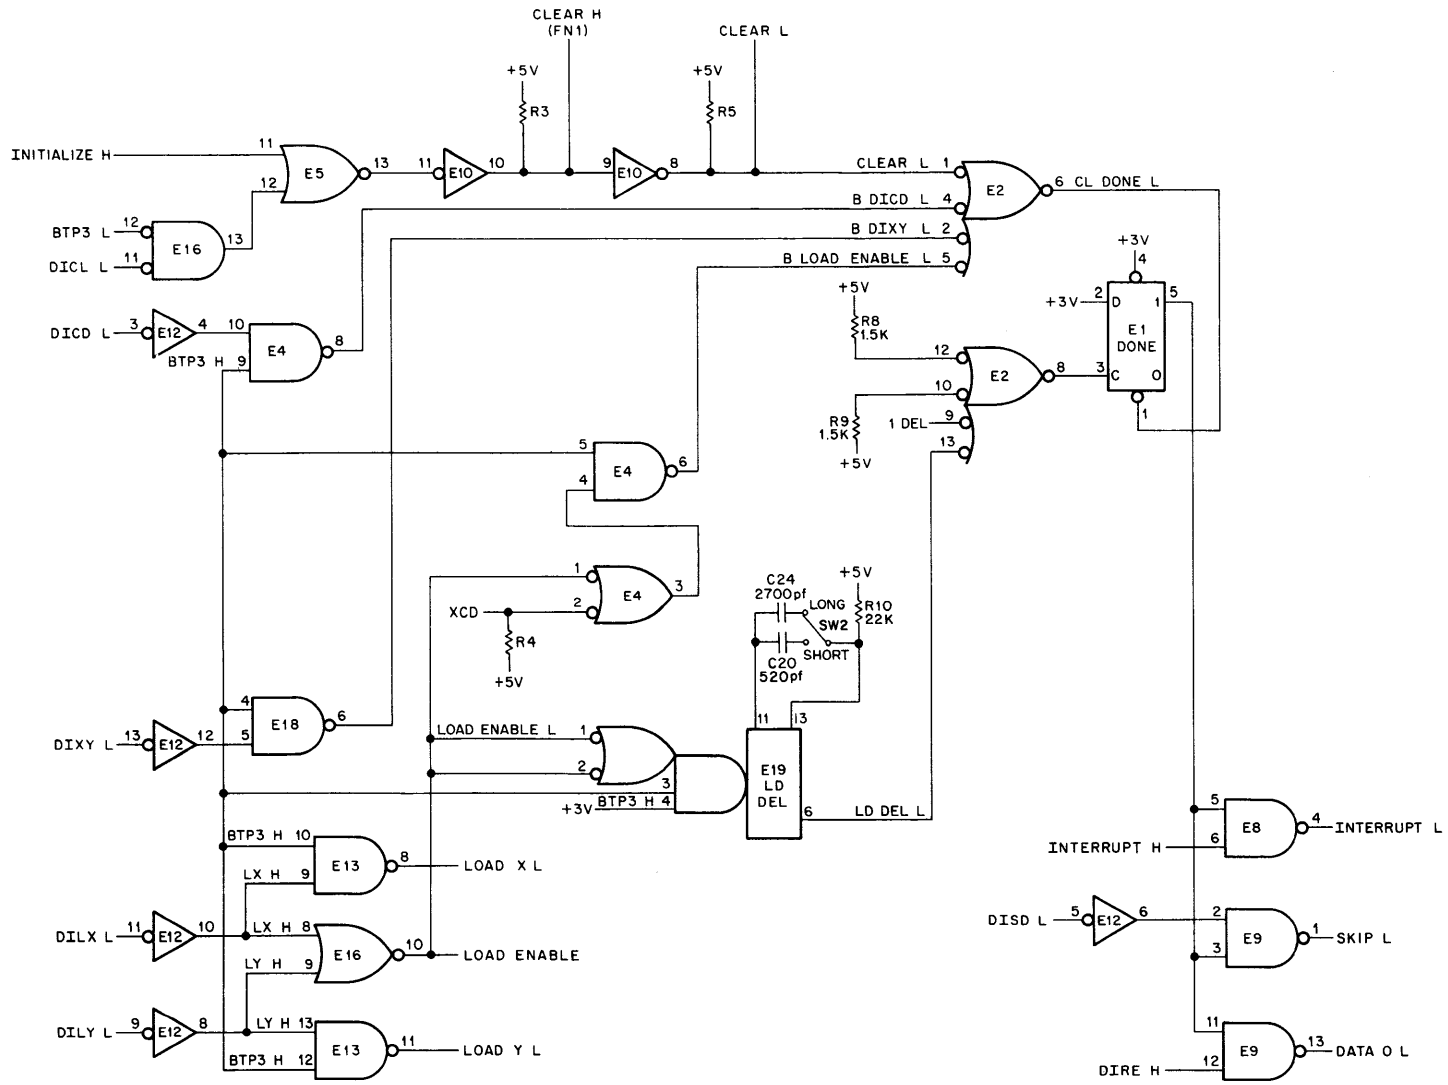 CLEAR H
(FN1)
CLEAR L
+5V
+5V
R3
R5
INITIALIZE H
11
12
E5
13
11
E10
10
9
E10
8
CLEAR L
1
E2
6
CL DONE L
B DICD L
4
B DIXY L
2
B LOAD ENABLE L
5
BTP3 L
12
DICL L
11
E16
13
+3V
4
+3V
2
D
1
5
E1
DONE
3
C
0
1
DICD L
3
E12
4
10
BTP3 H
9
E4
8
+5V
R8
1.5K
12
E2
8
10
R9
1.5K
+5V
1 DEL
9
13
5
4
E4
6
1
2
E4
3
XCD
R4
+5V
C24
2700pf
LONG
SW2
SHORT
C20
520pf
+5V
R10
22K
DIXY L
13
E12
12
4
5
E18
6
LOAD ENABLE L
1
2
3
BTP3 H
4
+3V
11
13
E19
LD
DEL
6
LD DEL L
BTP3 H
10
LX H
9
E13
8
LOAD X L
DILX L
11
E12
10
LX H
8
LY H
9
E16
10
LOAD ENABLE
DILY L
9
E12
8
LY H
13
BTP3 H
12
E13
11
LOAD Y L
5
INTERRUPT H
6
E8
4
INTERRUPT L
DISD L
5
E12
6
2
3
E9
1
SKIP L
11
DIRE H
12
E9
13
DATA O L